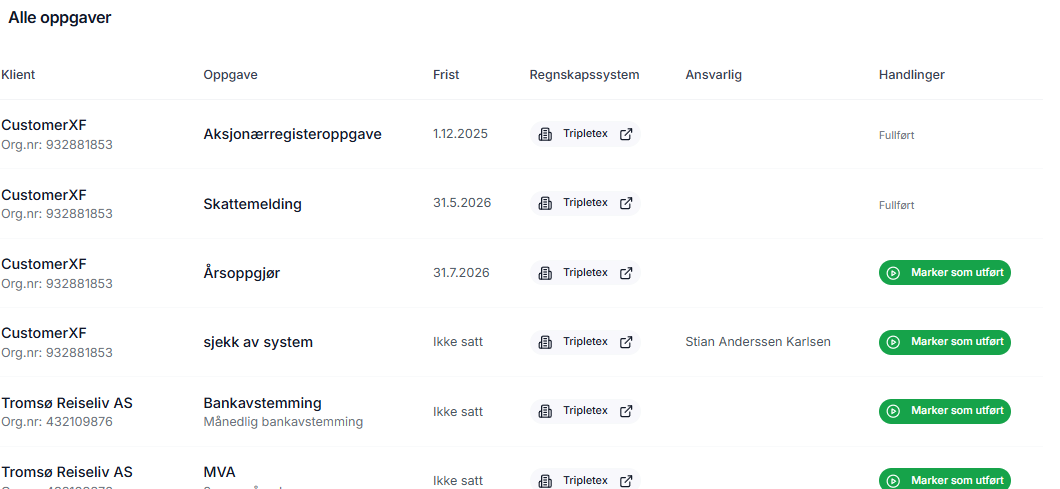 Alle oppgaver
Klient Oppgave Frist Regnskapssystem Ansvarlig Handlinger
CustomerXF
Org.nr: 932881853
Aksjonærregisteroppgave
1.12.2025
Tripletex
Fullført
CustomerXF
Org.nr: 932881853
Skattemelding
31.5.2026
Tripletex
Fullført
CustomerXF
Org.nr: 932881853
Årsoppgjør
31.7.2026
Tripletex
Marker som utført
CustomerXF
Org.nr: 932881853
sjekk av system
Ikke satt
Tripletex
Stian Anderssen Karlsen
Marker som utført
Tromsø Reiseliv AS
Org.nr: 432109876
Bankavstemming
Månedlig bankavstemming
Ikke satt
Tripletex
Marker som utført
Tromsø Reiseliv AS
MVA
Ikke satt
Tripletex
Marker som utført